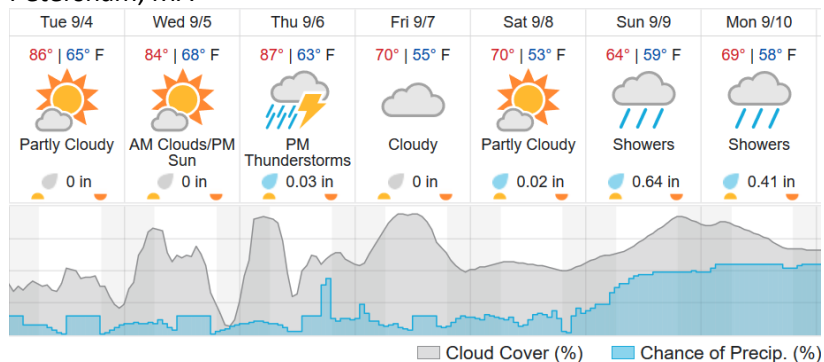 Tue 9/4 Wed 9/5 Thu 9/6 Fri 9/7 Sat 9/8 Sun 9/9 Mon 9/10
86° | 65° F 84° | 68° F 87° | 63° F 70° | 55° F 70° | 53° F 64° | 59° F 69° | 58° F
Partly Cloudy AM Clouds/PM Sun PM Thunderstorms Cloudy Partly Cloudy Showers Showers
0 in 0 in 0.03 in 0 in 0.02 in 0.64 in 0.41 in
Cloud Cover (%) Chance of Precip. (%)